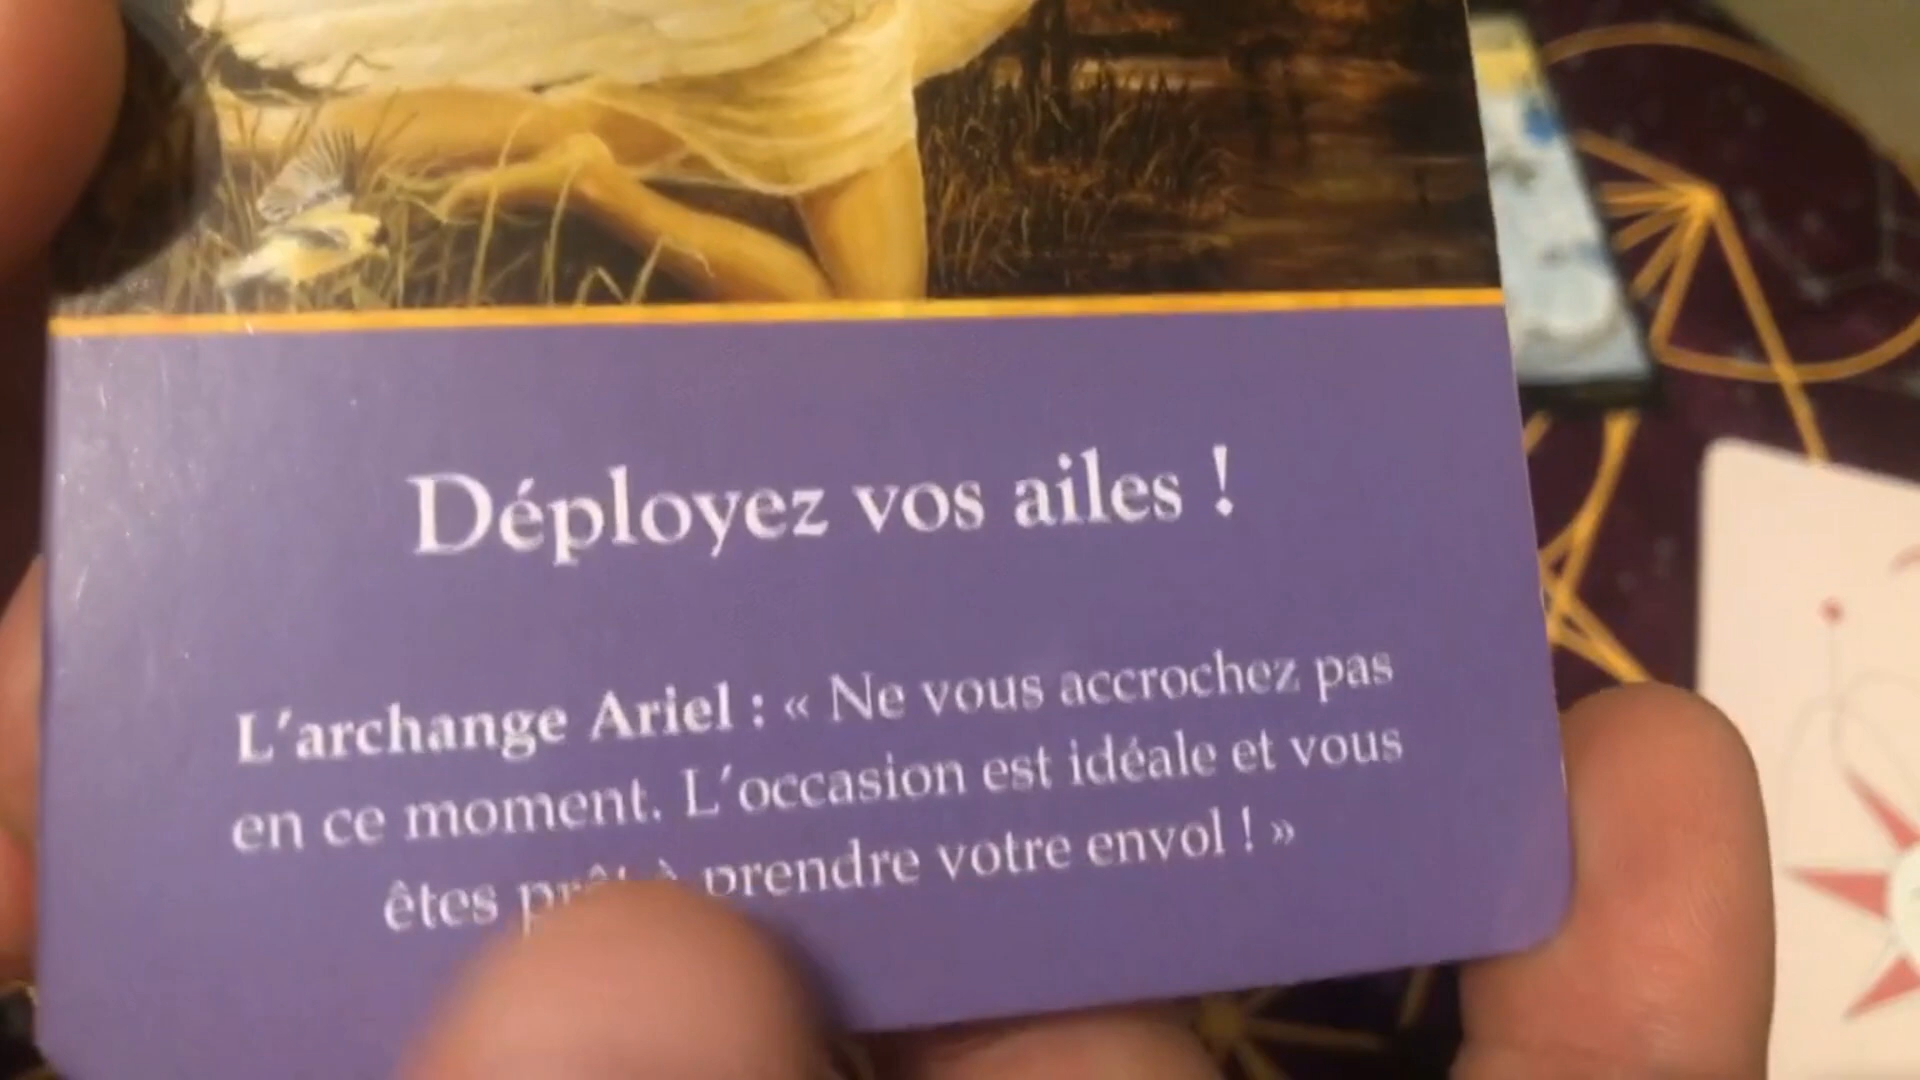 Déployez vos ailes !
L'archange Ariel : « Ne vous accrochez pas
en ce moment. L'occasion est idéale et vous
êtes prêt à prendre votre envol ! »